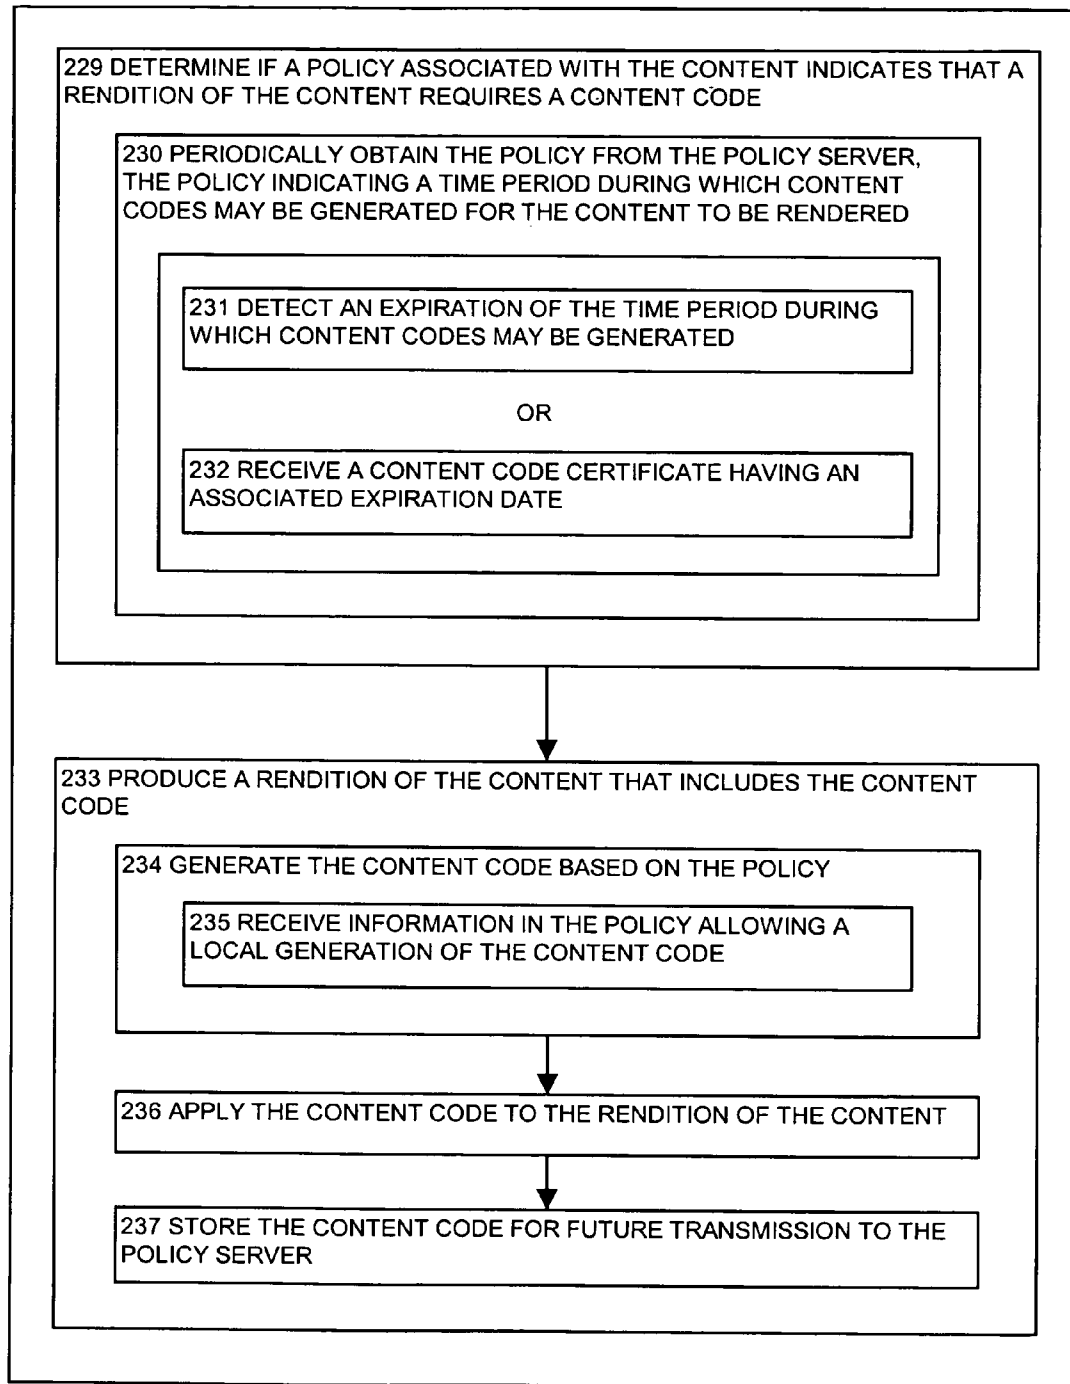 229 DETERMINE IF A POLICY ASSOCIATED WITH THE CONTENT INDICATES THAT A
RENDITION OF THE CONTENT REQUIRES A CONTENT CODE
230 PERIODICALLY OBTAIN THE POLICY FROM THE POLICY SERVER,
THE POLICY INDICATING A TIME PERIOD DURING WHICH CONTENT
CODES MAY BE GENERATED FOR THE CONTENT TO BE RENDERED
231 DETECT AN EXPIRATION OF THE TIME PERIOD DURING
WHICH CONTENT CODES MAY BE GENERATED
OR
232 RECEIVE A CONTENT CODE CERTIFICATE HAVING AN
ASSOCIATED EXPIRATION DATE
233 PRODUCE A RENDITION OF THE CONTENT THAT INCLUDES THE CONTENT
CODE
234 GENERATE THE CONTENT CODE BASED ON THE POLICY
235 RECEIVE INFORMATION IN THE POLICY ALLOWING A
LOCAL GENERATION OF THE CONTENT CODE
236 APPLY THE CONTENT CODE TO THE RENDITION OF THE CONTENT
237 STORE THE CONTENT CODE FOR FUTURE TRANSMISSION TO THE
POLICY SERVER